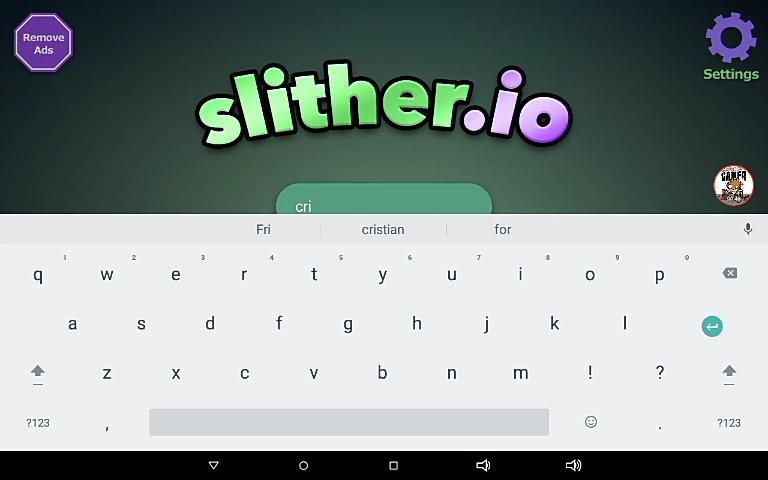 Remove
Ads
Settings
slither.io
GAMER
cri
Fri cristian for
1 2 3 4 5 6 7 8 9 0
q w e r t y u i o p
a s d f g h j k l
z x c v b n m ! ?
?123 , . ?123